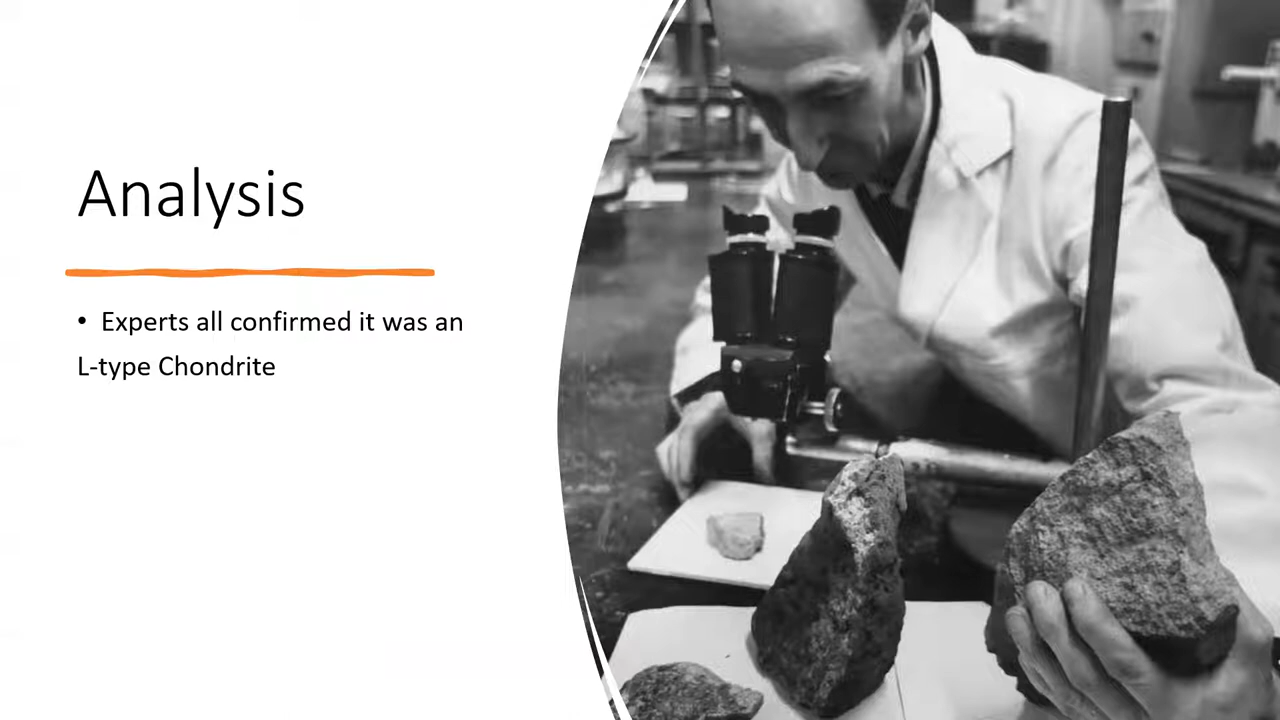 Analysis
• Experts all confirmed it was an
L-type Chondrite